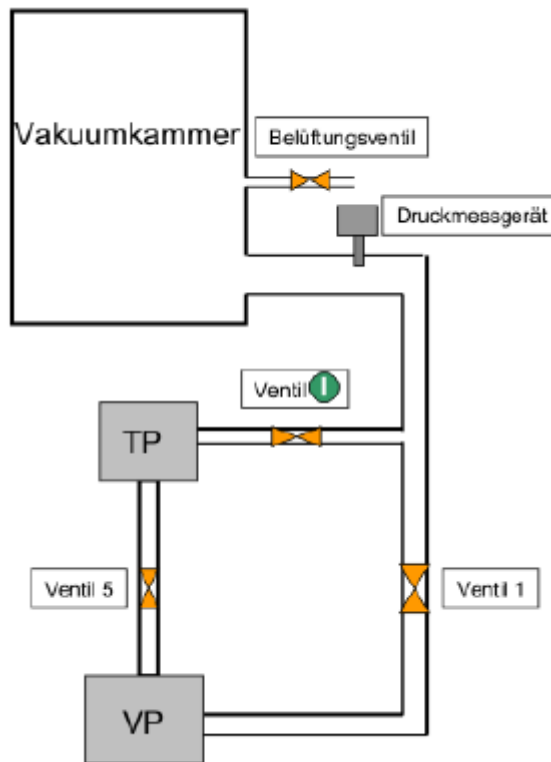 Vakuumkammer
Belüftungsventil
Druckmessgerät
Ventil I
TP
Ventil 5
Ventil 1
VP